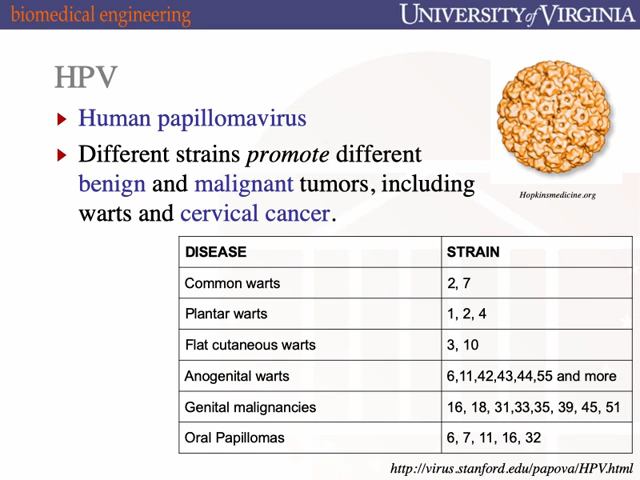 biomedical engineering
UNIVERSITY of VIRGINIA
HPV
Human papillomavirus
Different strains promote different
benign and malignant tumors, including
warts and cervical cancer.
Hopkinsmedicine.org
DISEASE STRAIN
Common warts 2, 7
Plantar warts 1, 2, 4
Flat cutaneous warts 3, 10
Anogenital warts 6,11,42,43,44,55 and more
Genital malignancies 16, 18, 31,33,35, 39, 45, 51
Oral Papillomas 6, 7, 11, 16, 32
http://virus.stanford.edu/papova/HPV.html